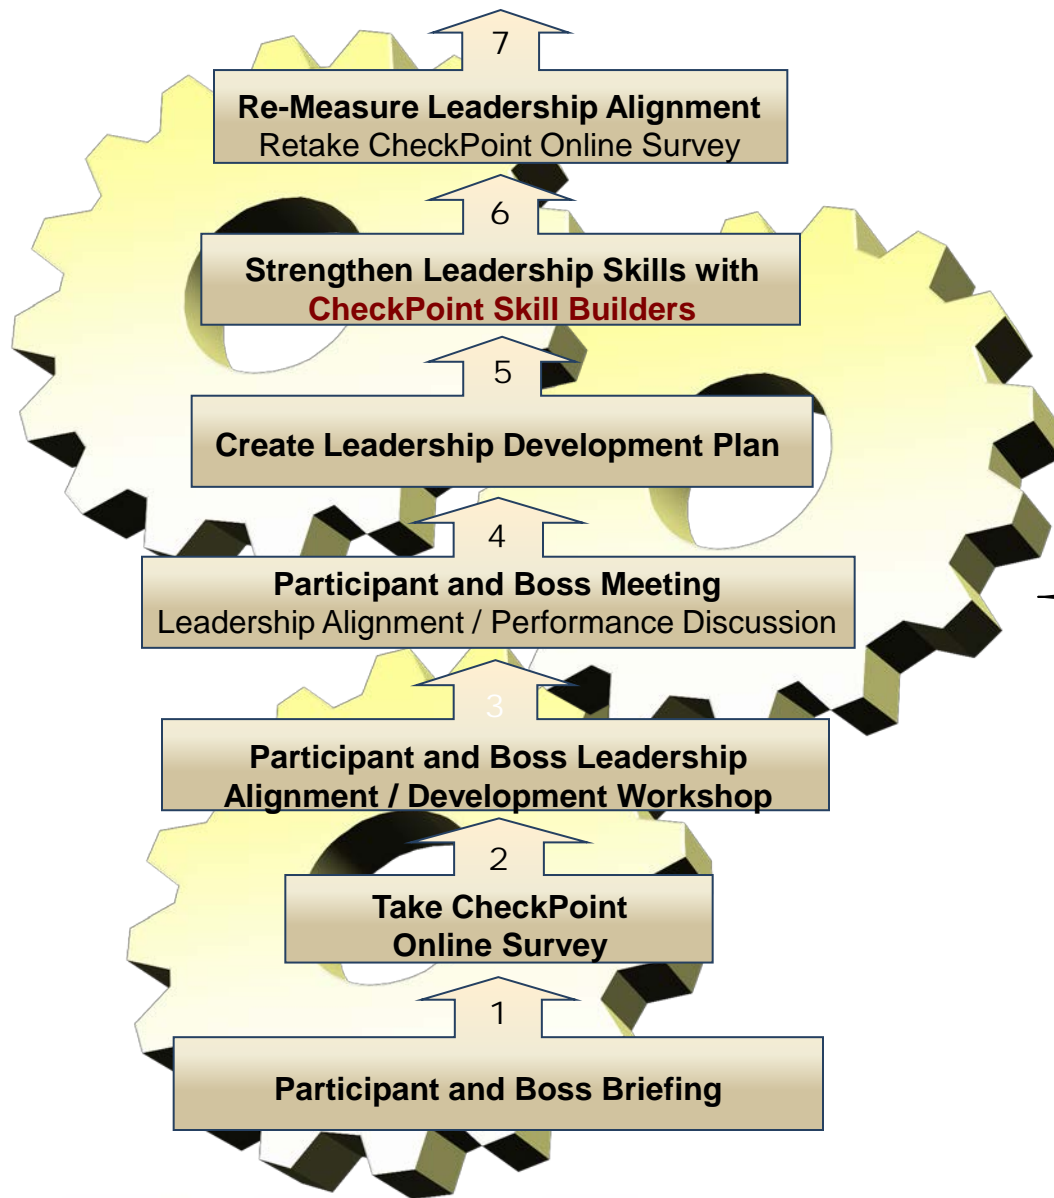 7
Re-Measure Leadership Alignment
Retake CheckPoint Online Survey
6
Strengthen Leadership Skills with
CheckPoint Skill Builders
5
Create Leadership Development Plan
4
Participant and Boss Meeting
Leadership Alignment / Performance Discussion
3
Participant and Boss Leadership
Alignment / Development Workshop
2
Take CheckPoint
Online Survey
1
Participant and Boss Briefing